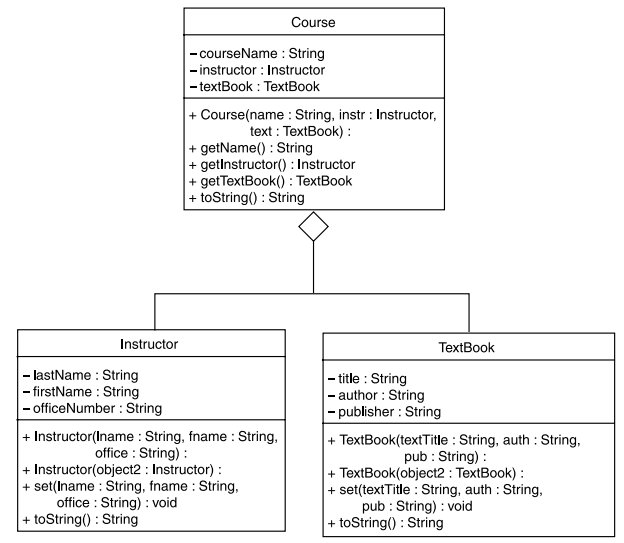 Course
– courseName : String
– instructor : Instructor
– textBook : TextBook
+ Course(name : String, instr : Instructor,
text : TextBook) :
+ getName() : String
+ getInstructor() : Instructor
+ getTextBook() : TextBook
+ toString() : String
Instructor
– lastName : String
– firstName : String
– officeNumber : String
+ Instructor(lname : String, fname : String,
office : String) :
+ Instructor(object2 : Instructor) :
+ set(lname : String, fname : String,
office : String) : void
+ toString() : String
TextBook
– title : String
– author : String
– publisher : String
+ TextBook(textTitle : String, auth : String,
pub : String) :
+ TextBook(object2 : TextBook) :
+ set(textTitle : String, auth : String,
pub : String) : void
+ toString() : String